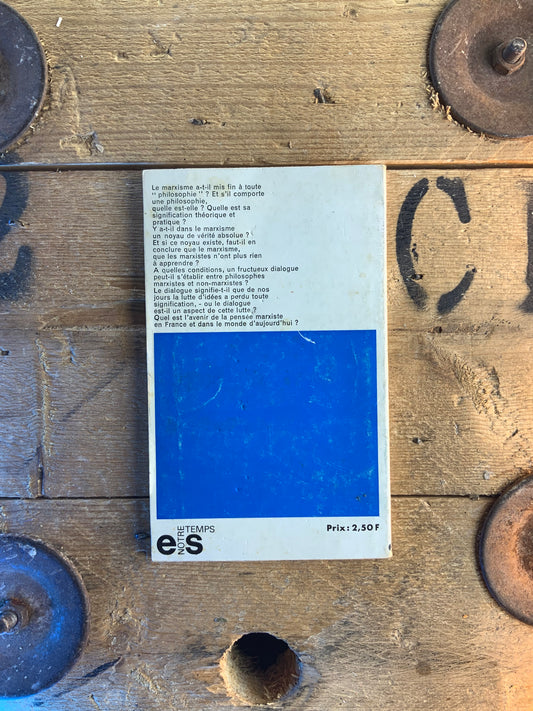 Le marxisme a-t-il mis fin à toute
" philosophie " ? Et s'il comporte
une philosophie,
quelle est-elle ? Quelle est sa
signification théorique et
pratique ?
Y a-t-il dans le marxisme
un noyau de vérité absolue ?
Et si ce noyau existe, faut-il en
conclure que le marxisme,
que les marxistes n'ont plus rien
à apprendre ?
A quelles conditions, un fructueux dialogue
peut-il s'établir entre philosophes
marxistes et non-marxistes ?
Le dialogue signifie-t-il que de nos
jours la lutte d'idées a perdu toute
signification, - ou le dialogue
est-il un aspect de cette lutte ?
Quel est l'avenir de la pensée marxiste
en France et dans le monde d'aujourd'hui ?
NOTRE TEMPS
es
Prix : 2,50 F
C